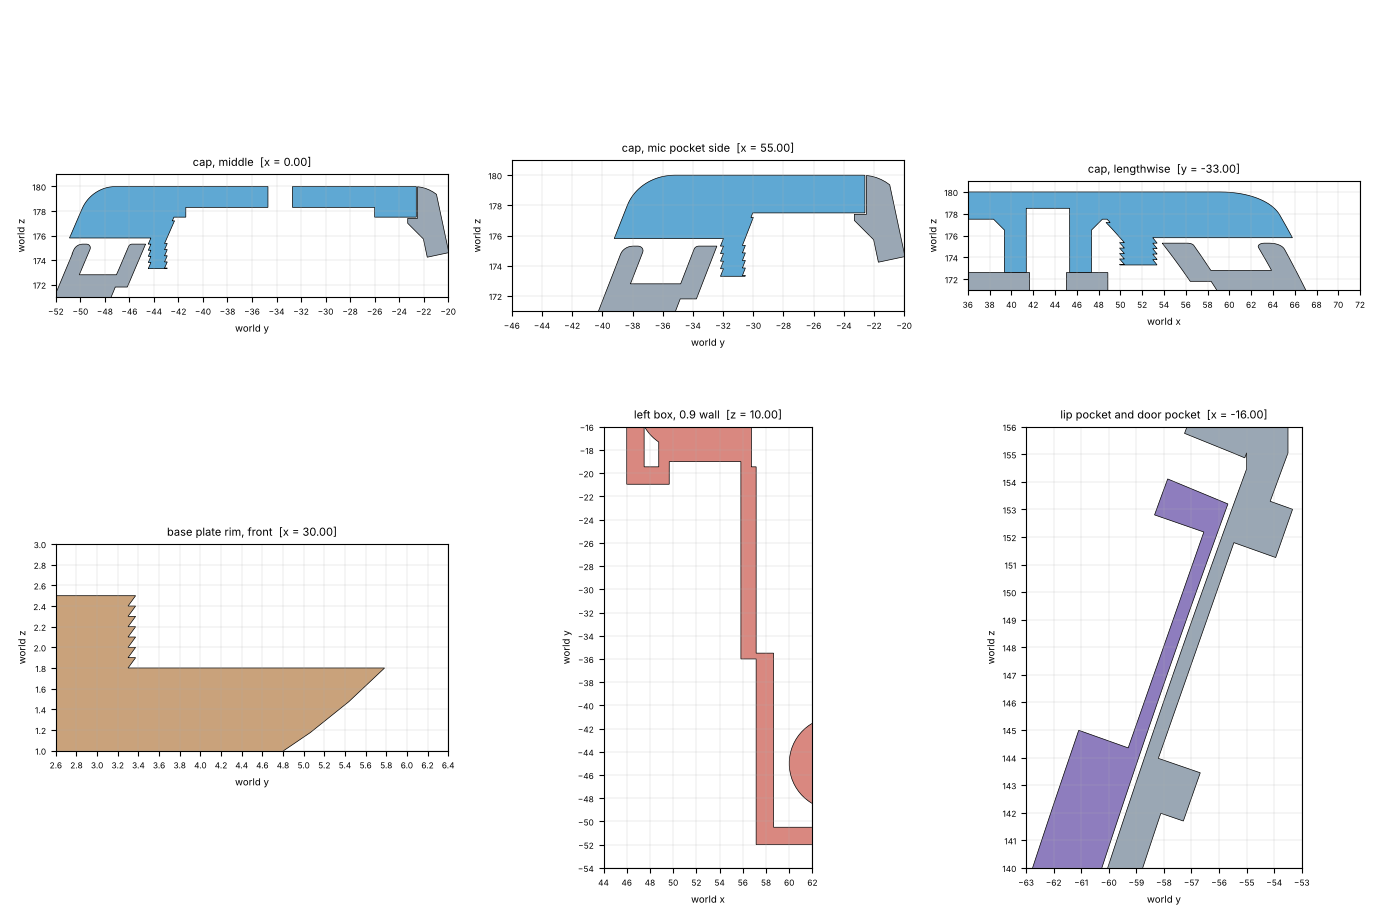 cap, middle [x = 0.00]
180
178
176
174
172
−52 −50 −48 −46 −44 −42 −40 −38 −36 −34 −32 −30 −28 −26 −24 −22 −20
world y
world z
cap, mic pocket side [x = 55.00]
180
178
176
174
172
−46 −44 −42 −40 −38 −36 −34 −32 −30 −28 −26 −24 −22 −20
world y
world z
cap, lengthwise [y = -33.00]
180
178
176
174
172
36 38 40 42 44 46 48 50 52 54 56 58 60 62 64 66 68 70 72
world x
world z
base plate rim, front [x = 30.00]
3.0
2.8
2.6
2.4
2.2
2.0
1.8
1.6
1.4
1.2
1.0
2.6 2.8 3.0 3.2 3.4 3.6 3.8 4.0 4.2 4.4 4.6 4.8 5.0 5.2 5.4 5.6 5.8 6.0 6.2 6.4
world y
world z
left box, 0.9 wall [z = 10.00]
−16
−18
−20
−22
−24
−26
−28
−30
−32
−34
−36
−38
−40
−42
−44
−46
−48
−50
−52
−54
44 46 48 50 52 54 56 58 60 62
world x
world y
lip pocket and door pocket [x = -16.00]
156
155
154
153
152
151
150
149
148
147
146
145
144
143
142
141
140
−63 −62 −61 −60 −59 −58 −57 −56 −55 −54 −53
world y
world z